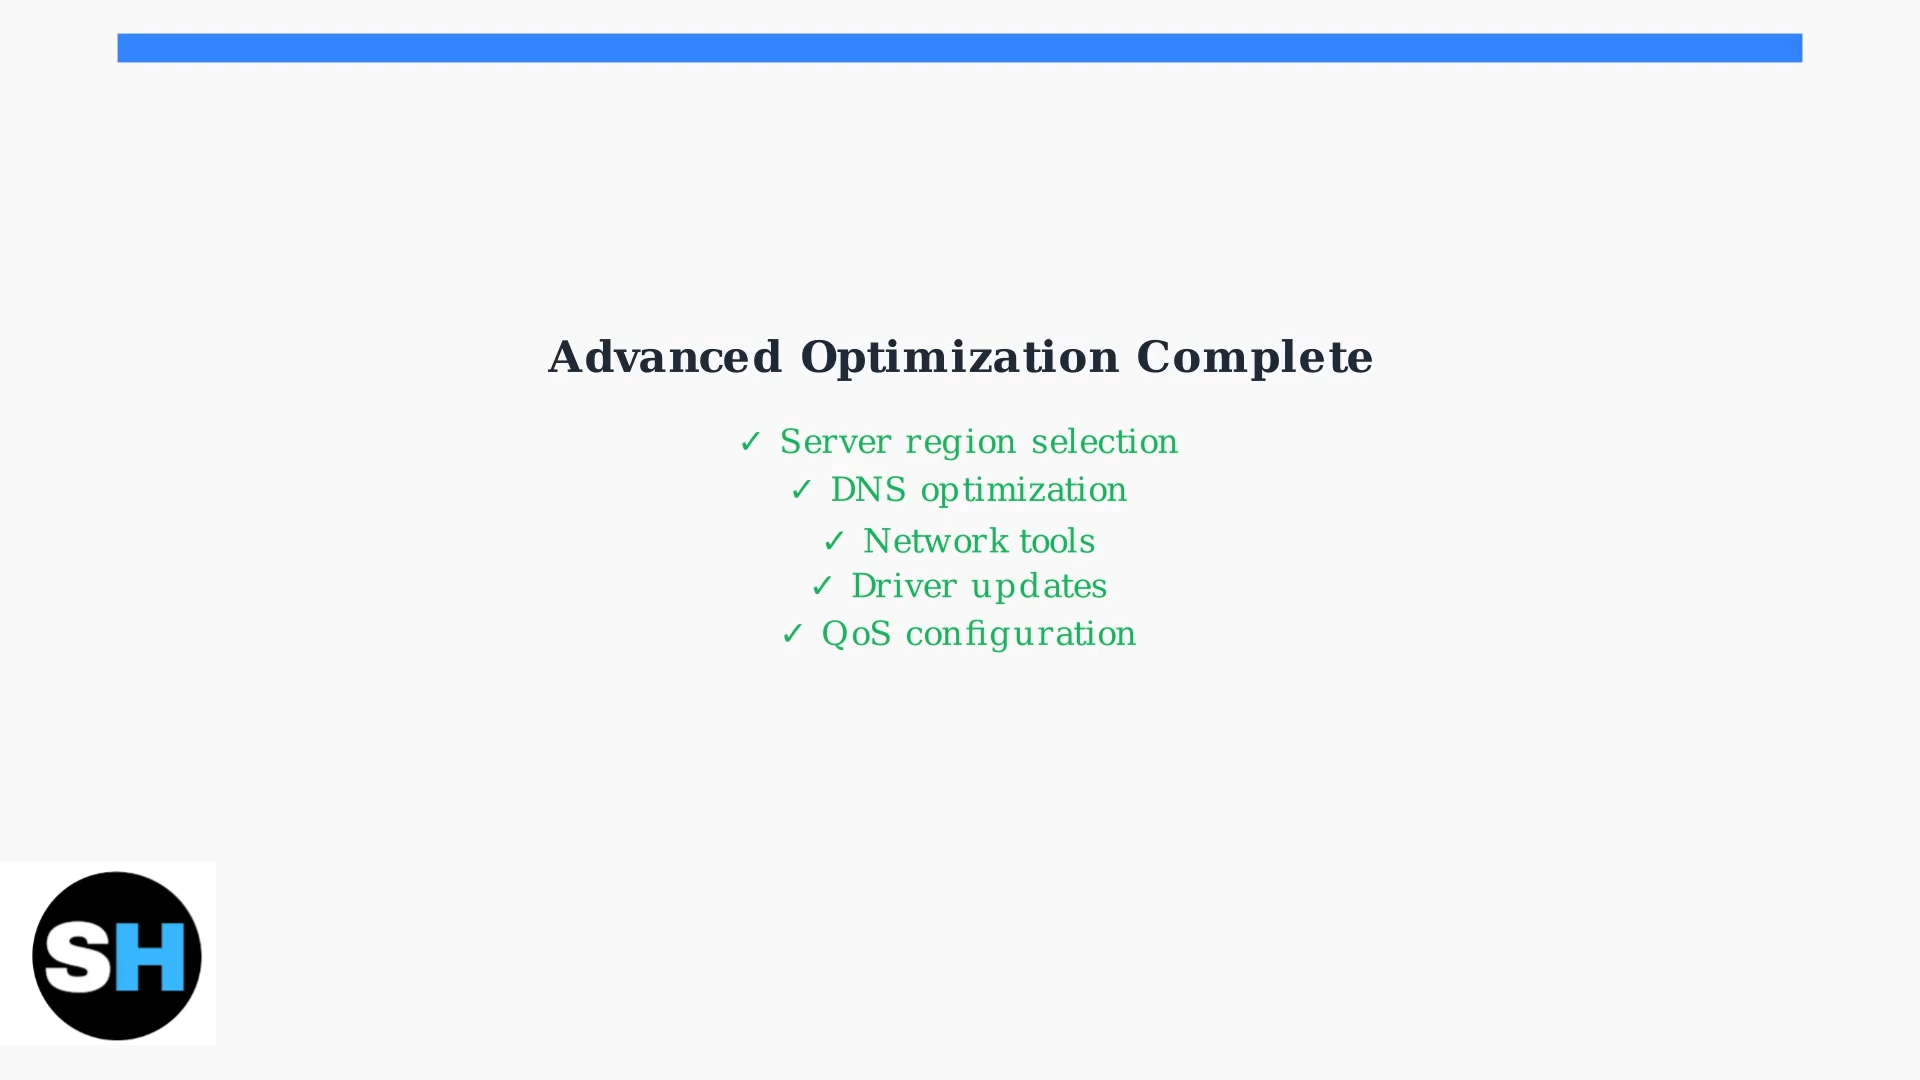 Advanced Optimization Complete
✓ Server region selection
✓ DNS optimization
✓ Network tools
✓ Driver updates
✓ QoS configuration
SH